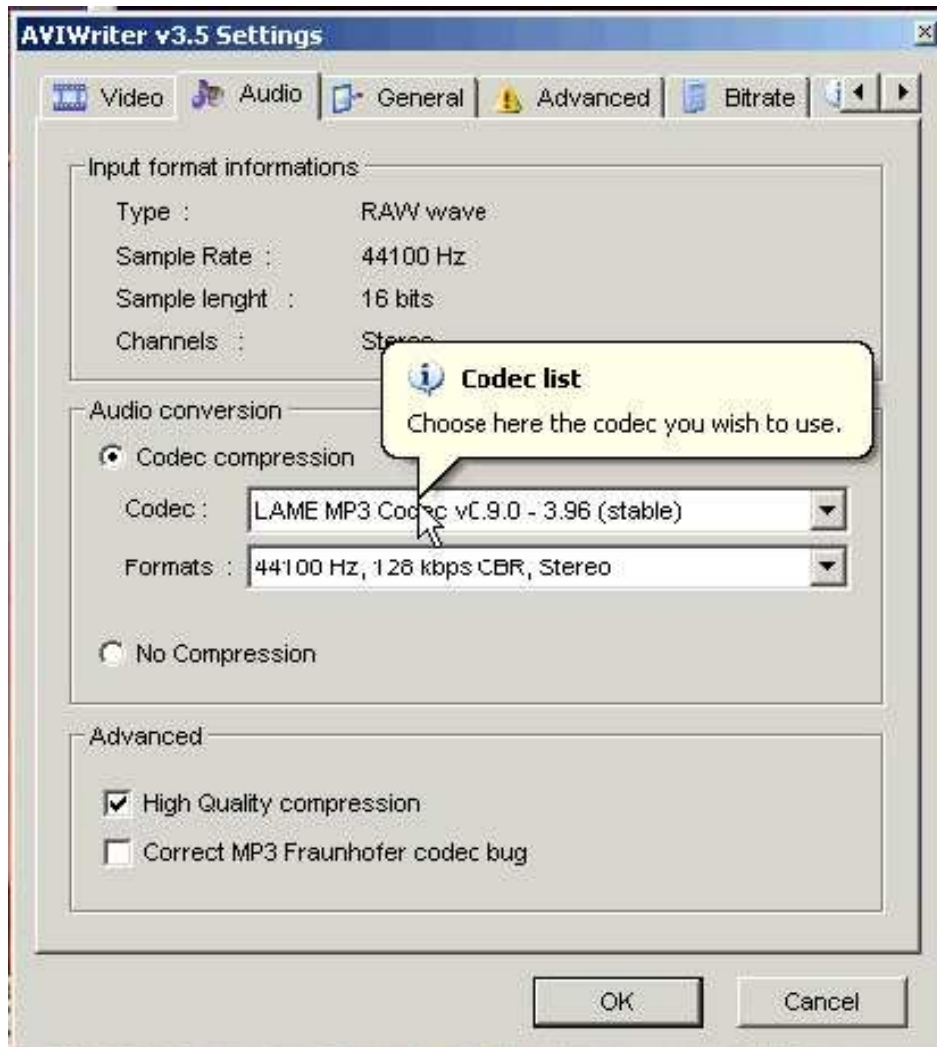 AVIWriter v3.5 Settings
Video Audio General Advanced Bitrate
Input format informations
Type : RAW wave
Sample Rate : 44100 Hz
Sample lenght : 16 bits
Channels : Stereo
Codec list
Choose here the codec you wish to use.
Audio conversion
Codec compression
Codec : LAME MP3 Codec v0.9.0 - 3.96 (stable)
Formats : 44100 Hz, 128 kbps CBR, Stereo
No Compression
Advanced
High Quality compression
Correct MP3 Fraunhofer codec bug
OK Cancel